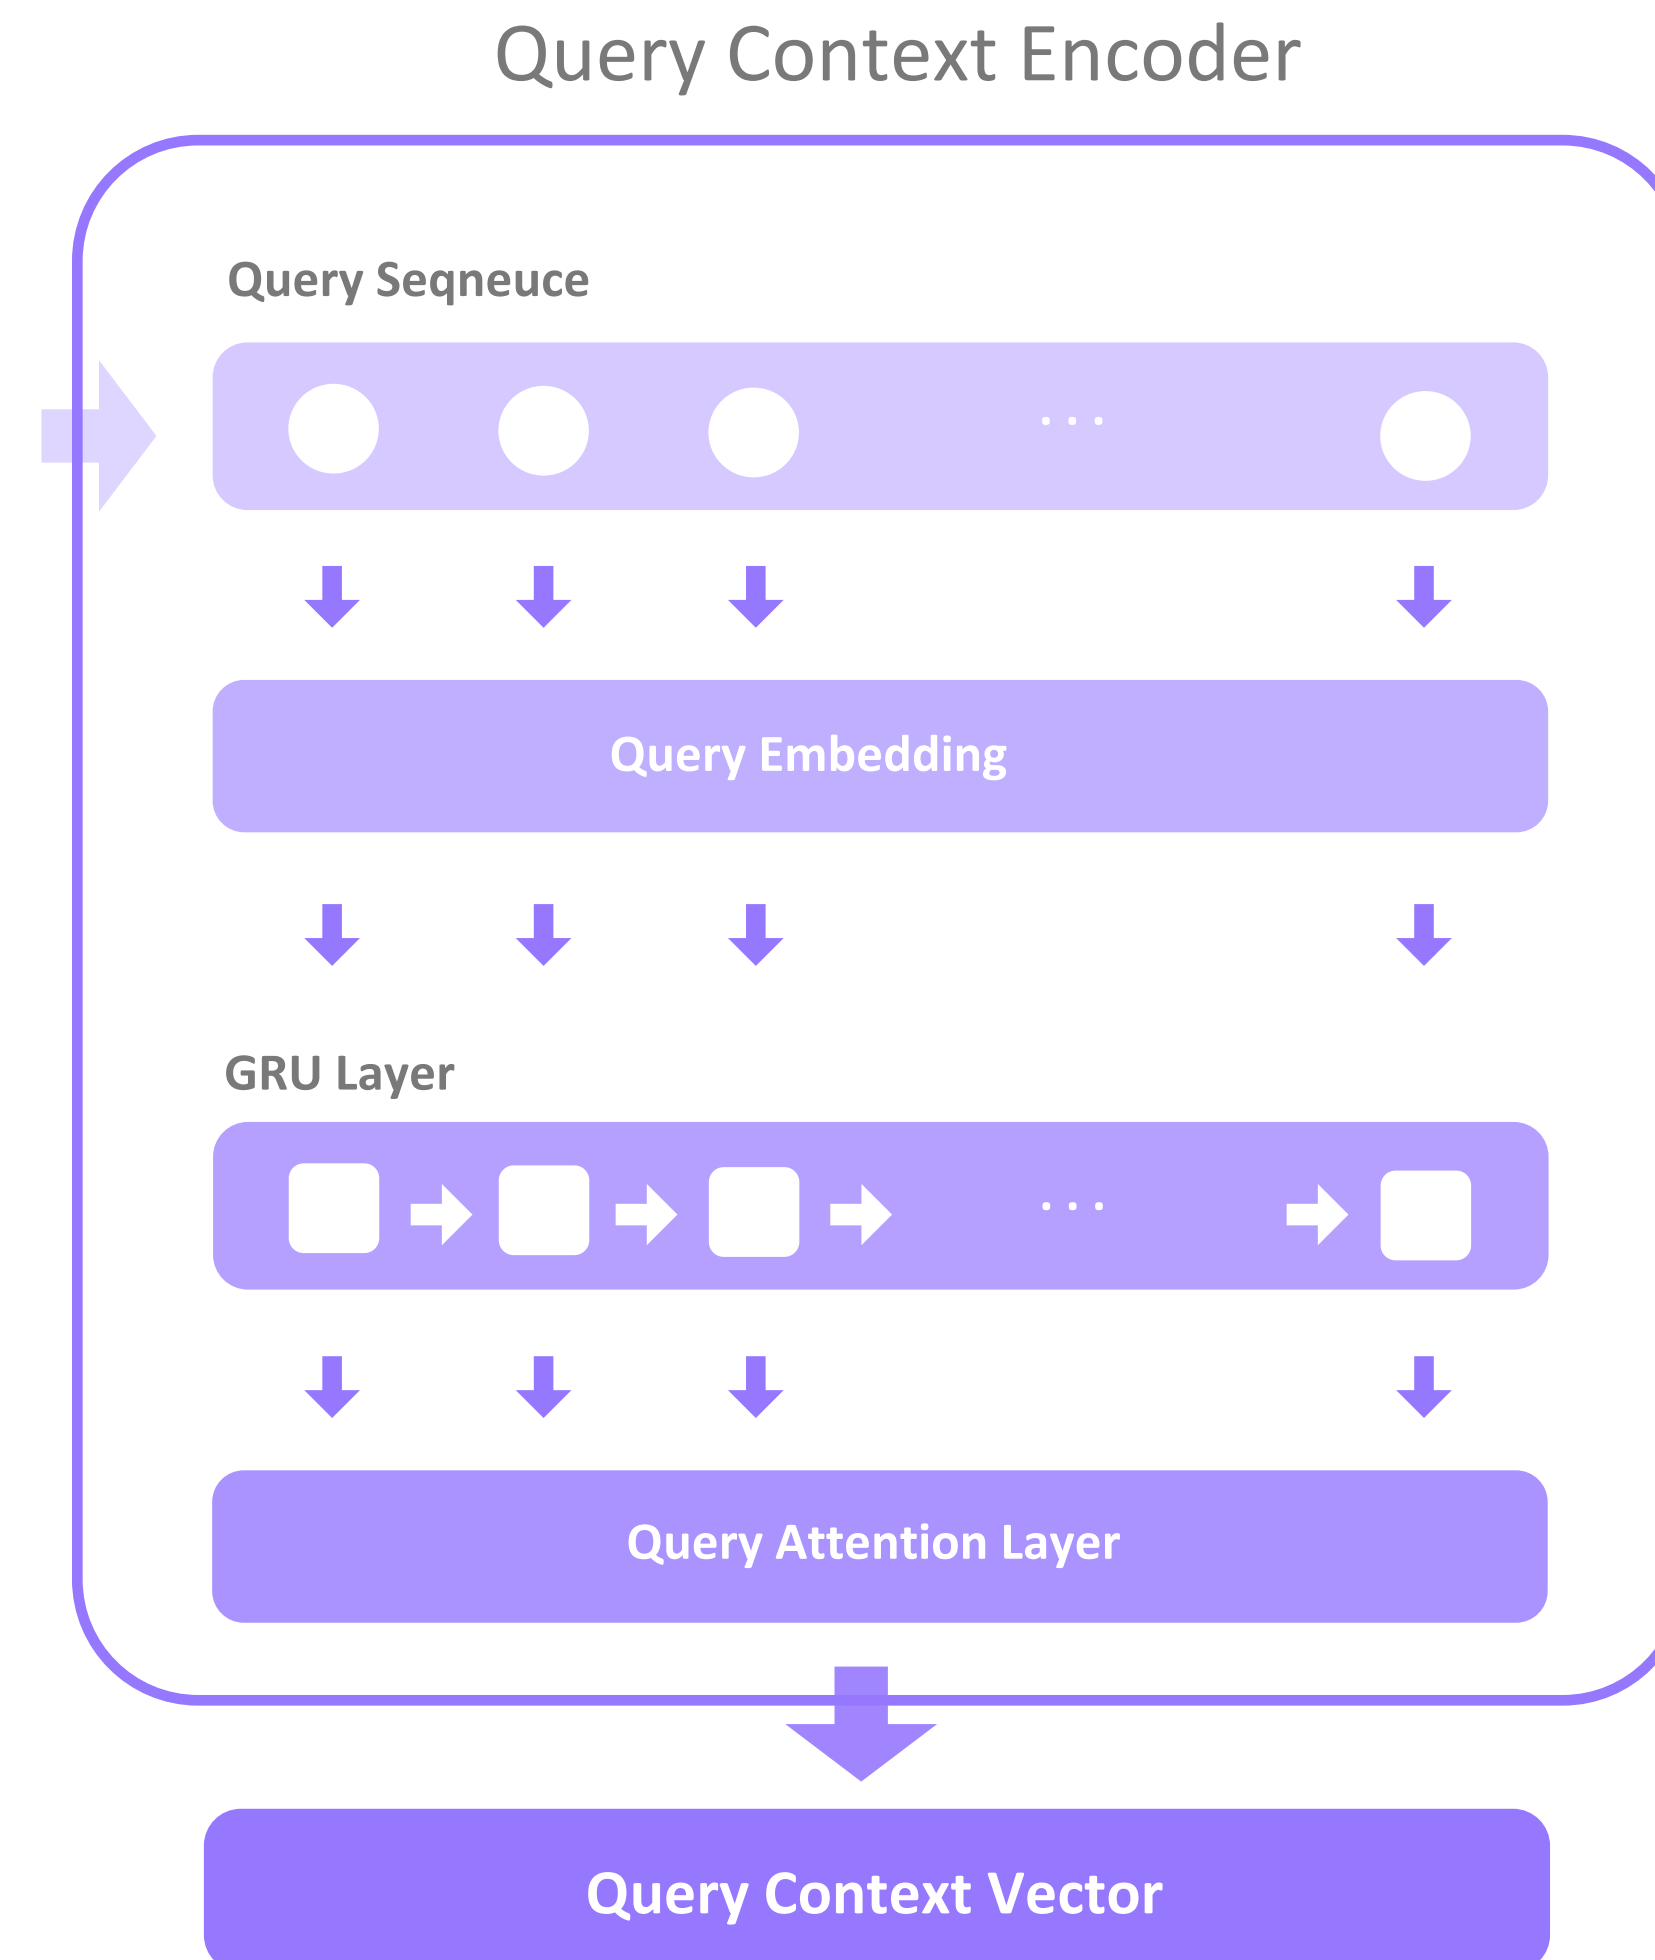 Query Context Encoder
Query Seqneuce
. . .
Query Embedding
GRU Layer
. . .
Query Attention Layer
Query Context Vector